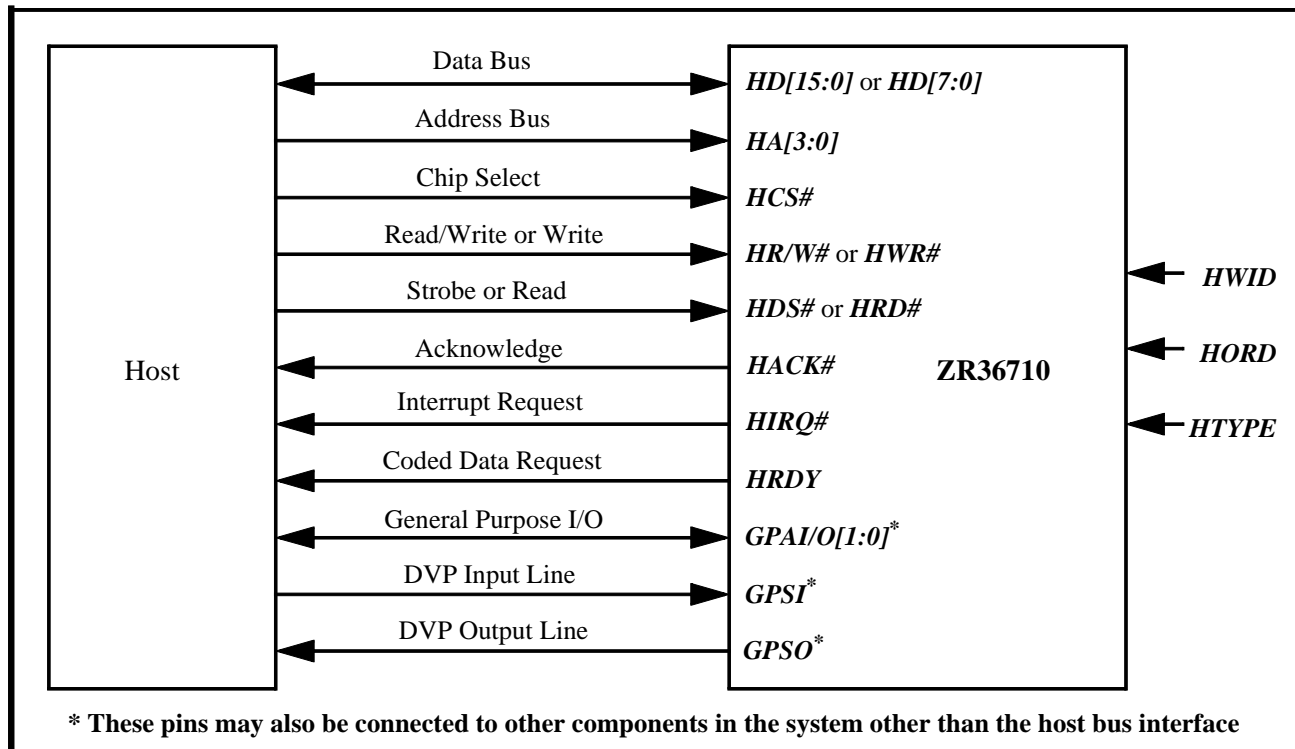 Data Bus
HD[15:0] or HD[7:0]
Address Bus
HA[3:0]
Chip Select
HCS#
Read/Write or Write
HR/W# or HWR#
HWID
Strobe or Read
HDS# or HRD#
Acknowledge
HORD
Host
HACK#
ZR36710
Interrupt Request
HIRQ#
HTYPE
Coded Data Request
HRDY
General Purpose I/O
GPAI/O[1:0]*
DVP Input Line
GPSI*
DVP Output Line
GPSO*
* These pins may also be connected to other components in the system other than the host bus interface